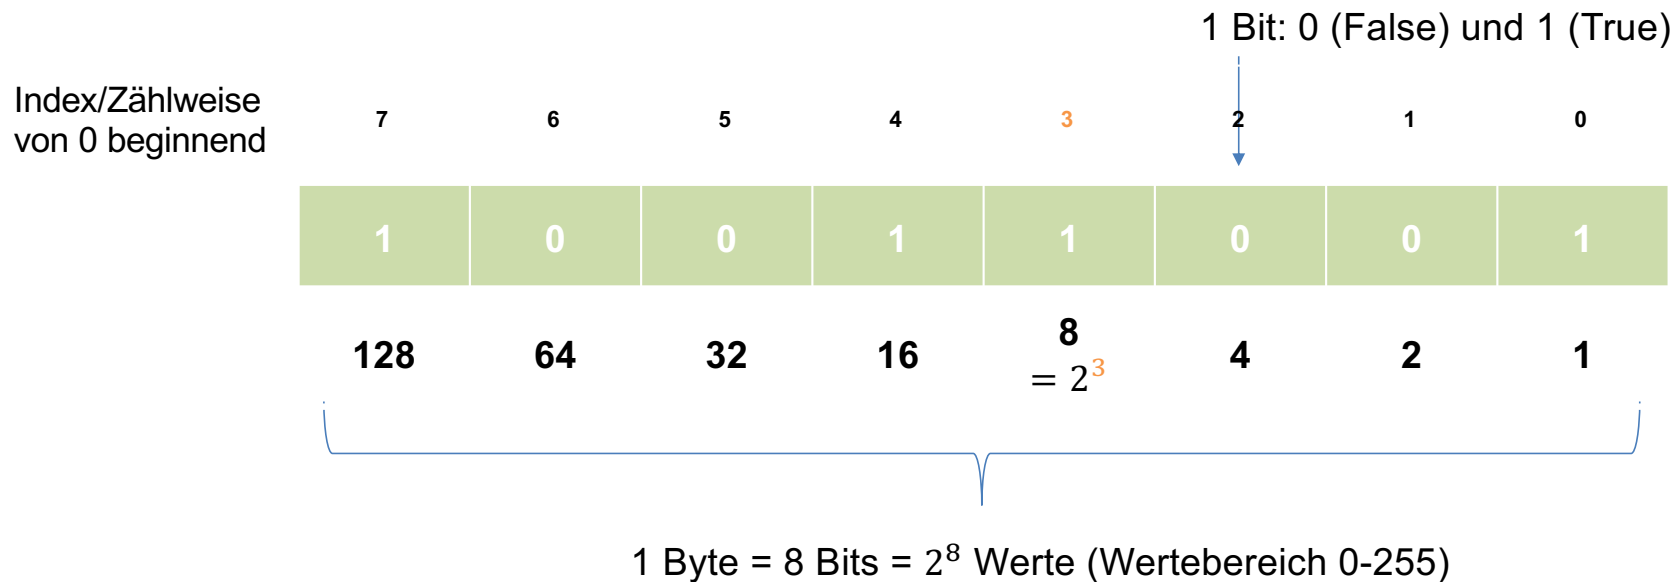 1 Bit: 0 (False) und 1 (True)
Index/Zählweise
von 0 beginnend
7 6 5 4 3 2 1 0
1 0 0 1 1 0 0 1
128 64 32 16 8 4 2 1
= 2³
1 Byte = 8 Bits = 2⁸ Werte (Wertebereich 0-255)